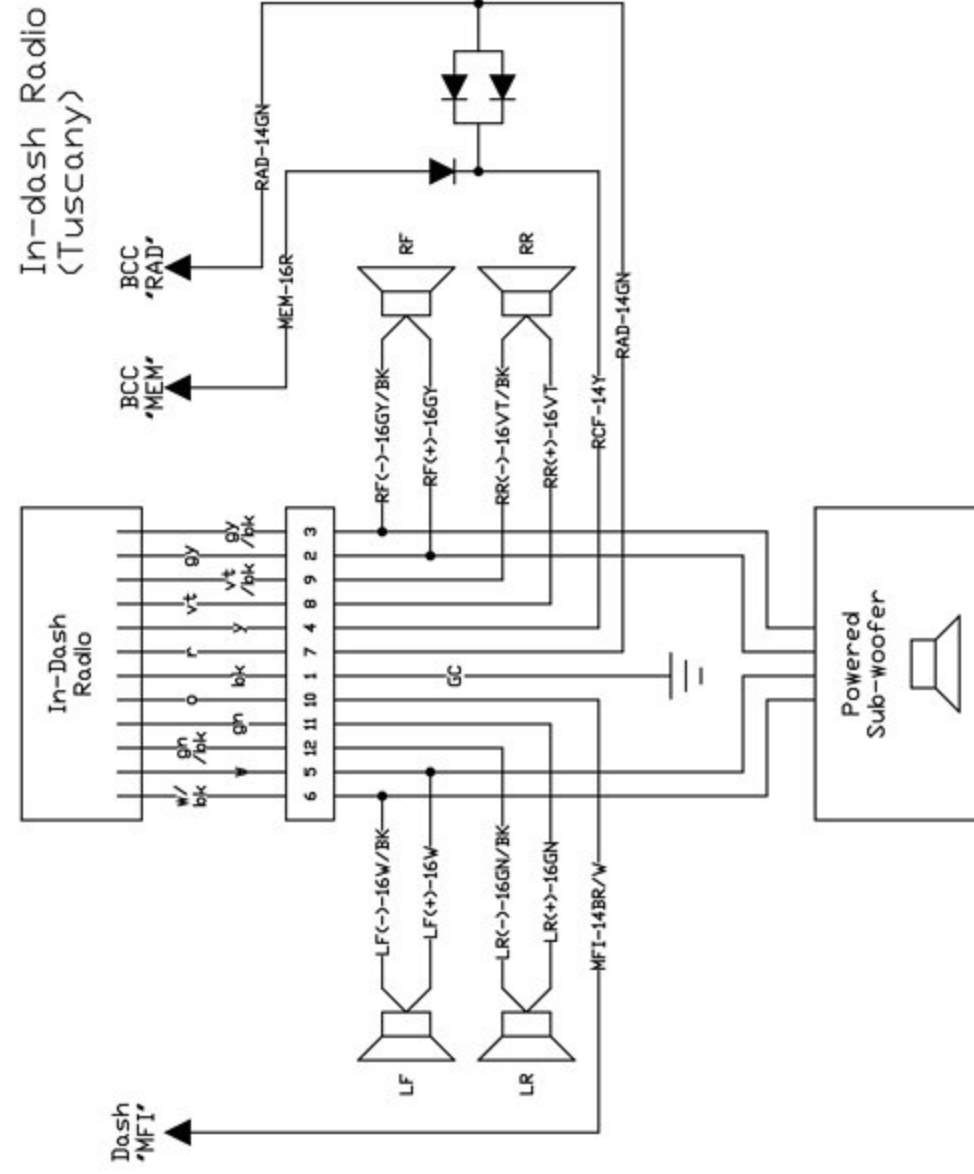 In-dash Radio
(Tuscany)
BCC
'RAD'
RAD-14GN
BCC
'MEM'
MEM-16R
In-Dash
Radio
w/
bk
w
gn
/bk
gn
o
bk
r
y
vt
vt
/bk
gy
gy
/bk
6
5
12
11
10
1
7
4
8
9
2
3
LF(-)-16W/BK
LF(+)-16W
LF
LR(-)-16GN/BK
LR(+)-16GN
LR
GC
RF(-)-16GY/BK
RF(+)-16GY
RF
RR(-)-16VT/BK
RR(+)-16VT
RR
RCF-14Y
RAD-14GN
MFI-14BR/W
Dash
'MFI'
Powered
Sub-woofer